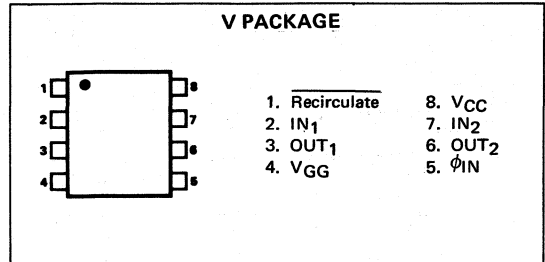 V PACKAGE
1 8
2 7
3 6
4 5
1. Recirculate 8. VCC
2. IN1 7. IN2
3. OUT1 6. OUT2
4. VGG 5. ϕIN